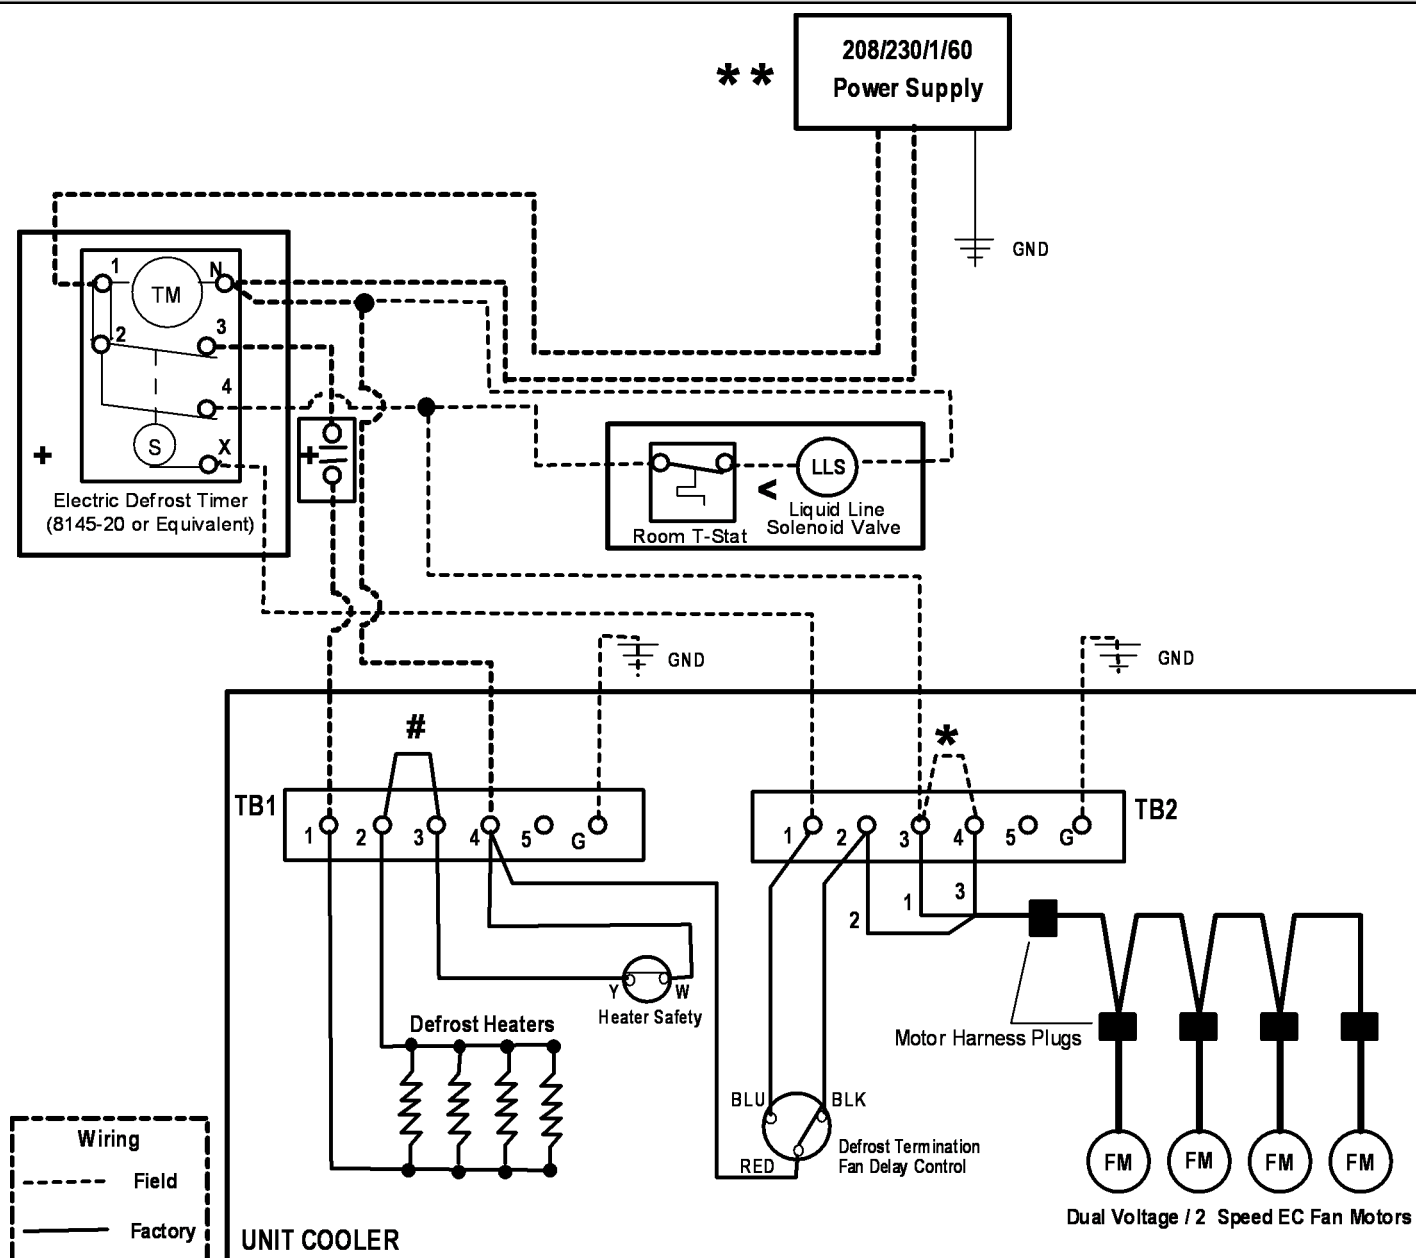 208/230/1/60
Power Supply
**
GND
1
TM
N
2
3
4
S
X
+
Electric Defrost Timer
(8145-20 or Equivalent)
+
LLS
<
Liquid Line
Solenoid Valve
Room T-Stat
GND
GND
#
*
TB1
1 2 3 4 5 G
1 2 3 4 5 G
TB2
1
2
3
Y W
Heater Safety
Defrost Heaters
Motor Harness Plugs
BLU
BLK
RED
Defrost Termination
Fan Delay Control
FM FM FM FM
Dual Voltage / 2 Speed EC Fan Motors
Wiring
Field
Factory
UNIT COOLER